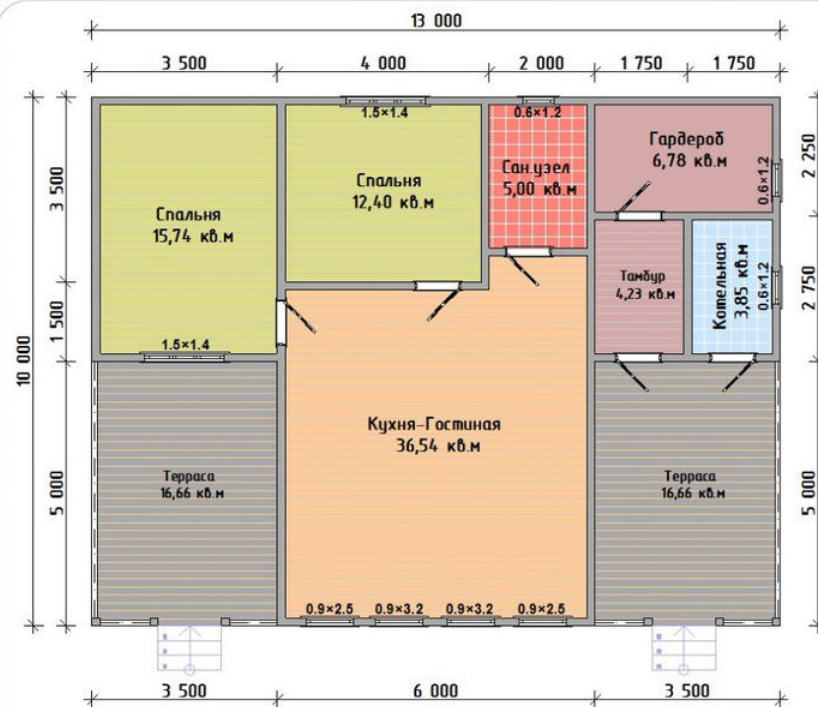 13 000
3 500
4 000
2 000
1 750
1 750
1.5×1.4
0.6×1.2
Гардероб
6,78 кв.м
0.6×1.2
2 250
3 500
Спальня
15,74 кв.м
Спальня
12,40 кв.м
Сан.узел
5,00 кв.м
Тамбур
4,23 кв.м
Котельная
3,85 кв.м
0.6×1.2
2 750
1 500
1.5×1.4
10 000
Кухня-Гостиная
36,54 кв.м
Терраса
16,66 кв.м
Терраса
16,66 кв.м
5 000
5 000
0.9×2.5
0.9×3.2
0.9×3.2
0.9×2.5
3 500
6 000
3 500